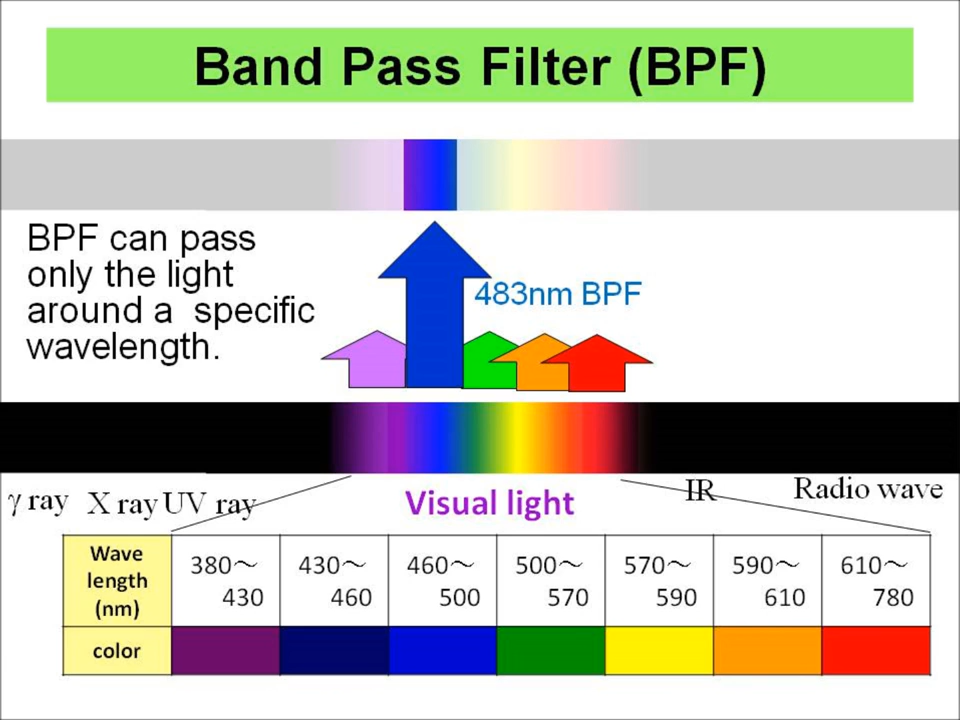 Band Pass Filter (BPF)
BPF can pass
only the light
around a specific
wavelength.
483nm BPF
γ ray X ray UV ray Visual light IR Radio wave
Wave
length
(nm)
380～
430
430～
460
460～
500
500～
570
570～
590
590～
610
610～
780
color